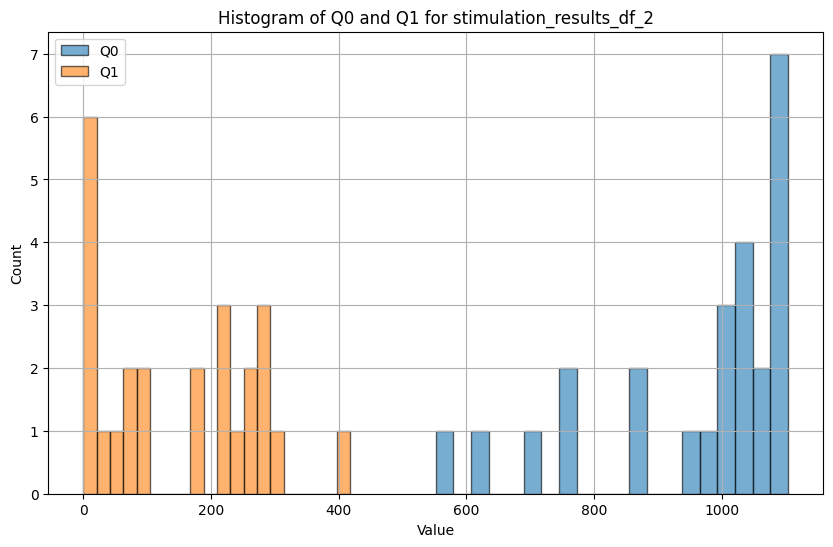 Histogram of Q0 and Q1 for stimulation_results_df_2
Q0
Q1
7
6
5
4
3
2
1
0
Count
0 200 400 600 800 1000
Value